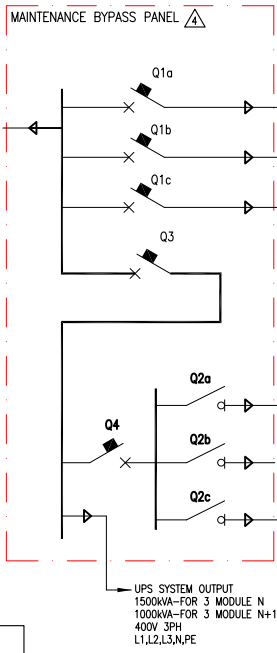 MAINTENANCE BYPASS PANEL 4
Q1a
Q1b
Q1c
Q3
Q2a
Q4
Q2b
Q2c
UPS SYSTEM OUTPUT
1500kVA-FOR 3 MODULE N
1000kVA-FOR 3 MODULE N+1
400V 3PH
L1,L2,L3,N,PE